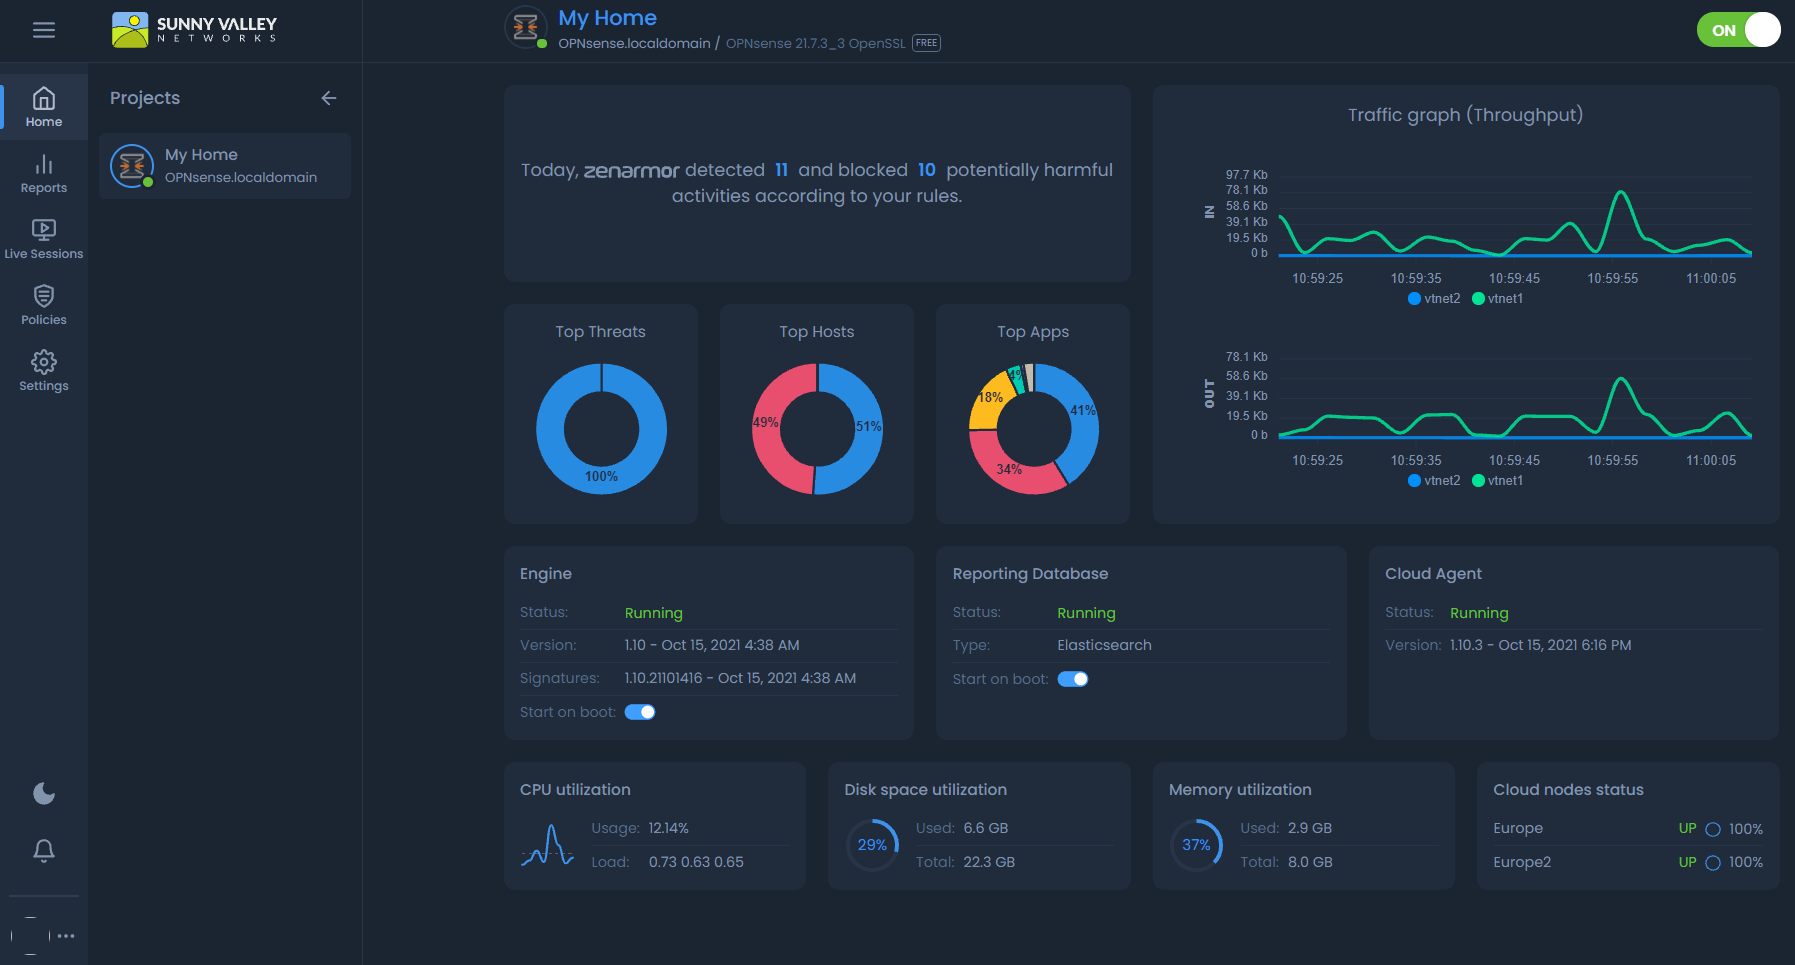 SUNNY VALLEY
NETWORKS
My Home
OPNsense.localdomain / OPNsense 21.7.3_3 OpenSSL FREE
ON
Home
Reports
Live Sessions
Policies
Settings
Projects
My Home
OPNsense.localdomain
Today, zenarmor detected 11 and blocked 10 potentially harmful
activities according to your rules.
Traffic graph (Throughput)
IN
97.7 Kb
78.1 Kb
58.6 Kb
39.1 Kb
19.5 Kb
0 b
10:59:25 10:59:35 10:59:45 10:59:55 11:00:05
vtnet2 vtnet1
OUT
78.1 Kb
58.6 Kb
39.1 Kb
19.5 Kb
0 b
10:59:25 10:59:35 10:59:45 10:59:55 11:00:05
vtnet2 vtnet1
Top Threats
100%
Top Hosts
49% 51%
Top Apps
4%
18%
41%
34%
Engine
Status: Running
Version: 1.10 - Oct 15, 2021 4:38 AM
Signatures: 1.10.21101416 - Oct 15, 2021 4:38 AM
Start on boot:
Reporting Database
Status: Running
Type: Elasticsearch
Start on boot:
Cloud Agent
Status: Running
Version: 1.10.3 - Oct 15, 2021 6:16 PM
CPU utilization
Usage: 12.14%
Load: 0.73 0.63 0.65
Disk space utilization
29%
Used: 6.6 GB
Total: 22.3 GB
Memory utilization
37%
Used: 2.9 GB
Total: 8.0 GB
Cloud nodes status
Europe UP 100%
Europe2 UP 100%